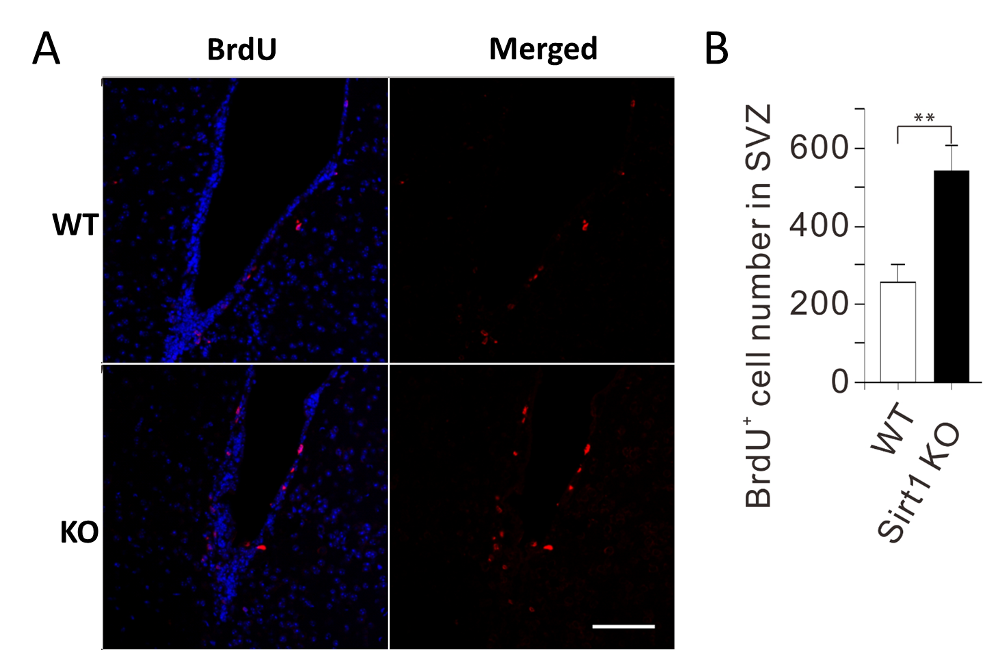 A
BrdU
Merged
WT
KO
B
BrdU⁺ cell number in SVZ
600
400
200
0
**
WT
Sirt1 KO